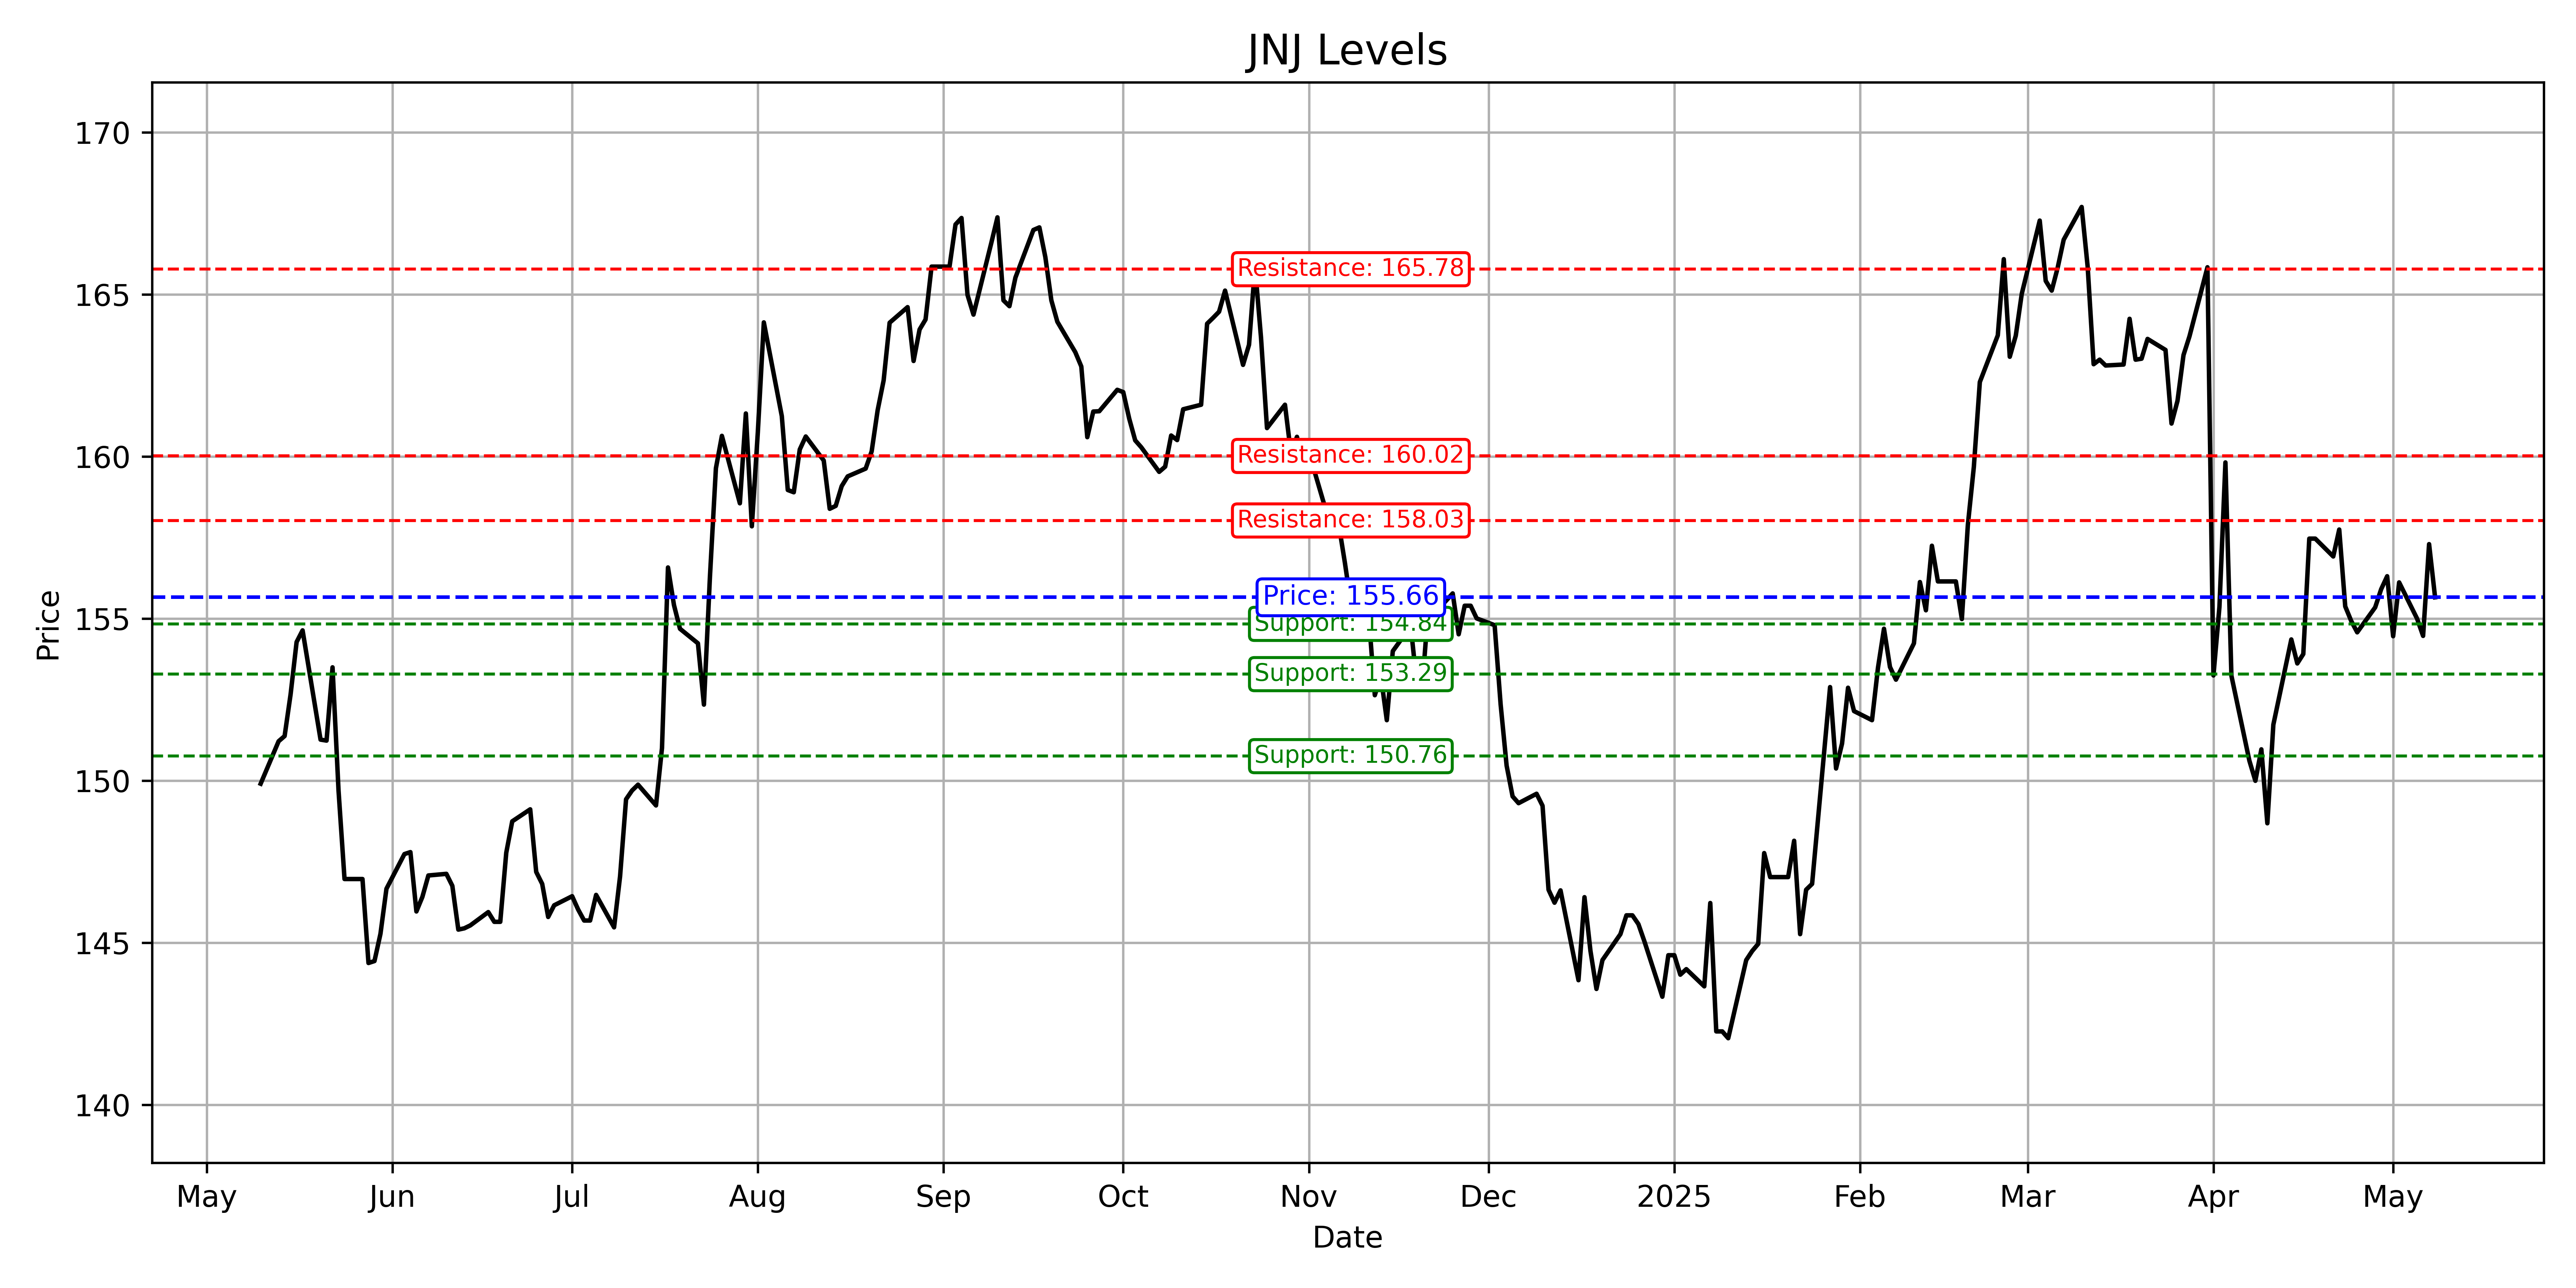 JNJ Levels
170
165
160
155
150
145
140
Price
Resistance: 165.78
Resistance: 160.02
Resistance: 158.03
Price: 155.66
Support: 154.84
Support: 153.29
Support: 150.76
May Jun Jul Aug Sep Oct Nov Dec 2025 Feb Mar Apr May
Date